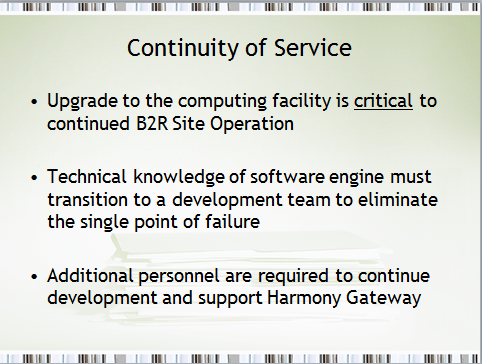 Continuity of Service
• Upgrade to the computing facility is critical to
continued B2R Site Operation
• Technical knowledge of software engine must
transition to a development team to eliminate
the single point of failure
• Additional personnel are required to continue
development and support Harmony Gateway